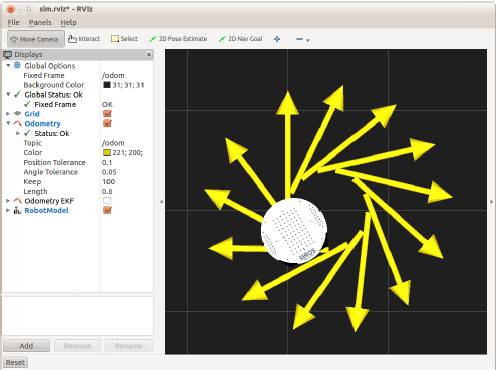 sim.rviz* - RViz
File Panels Help
Move Camera Interact Select 2D Pose Estimate 2D Nav Goal
Displays
Global Options
Fixed Frame /odom
Background Color 31; 31; 31
Global Status: Ok
Fixed Frame OK
Grid
Odometry
Status: Ok
Topic /odom
Color 221; 200;
Position Tolerance 0.1
Angle Tolerance 0.05
Keep 100
Length 0.6
Odometry EKF
RobotModel
Add Remove Rename
Reset